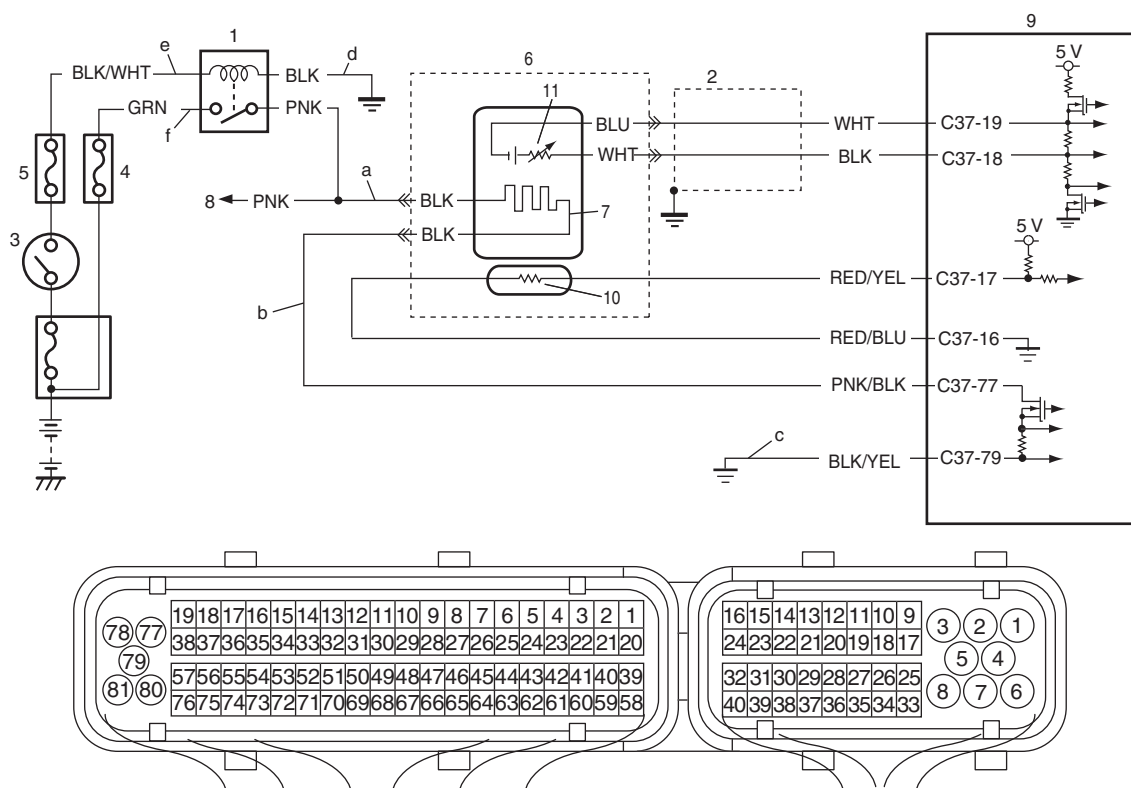 9
1
e
BLK/WHT
BLK
d
GRN
PNK
f
6
2
5 V
11
BLU
WHT
C37-19
WHT
BLK
C37-18
5
4
a
8
PNK
BLK
7
3
BLK
5 V
b
10
RED/YEL
C37-17
RED/BLU
C37-16
PNK/BLK
C37-77
c
BLK/YEL
C37-79
19 18 17 16 15 14 13 12 11 10 9 8 7 6 5 4 3 2 1
38 37 36 35 34 33 32 31 30 29 28 27 26 25 24 23 22 21 20
57 56 55 54 53 52 51 50 49 48 47 46 45 44 43 42 41 40 39
76 75 74 73 72 71 70 69 68 67 66 65 64 63 62 61 60 59 58
78 77
79
81 80
16 15 14 13 12 11 10 9
24 23 22 21 20 19 18 17
32 31 30 29 28 27 26 25
40 39 38 37 36 35 34 33
3 2 1
5 4
8 7 6